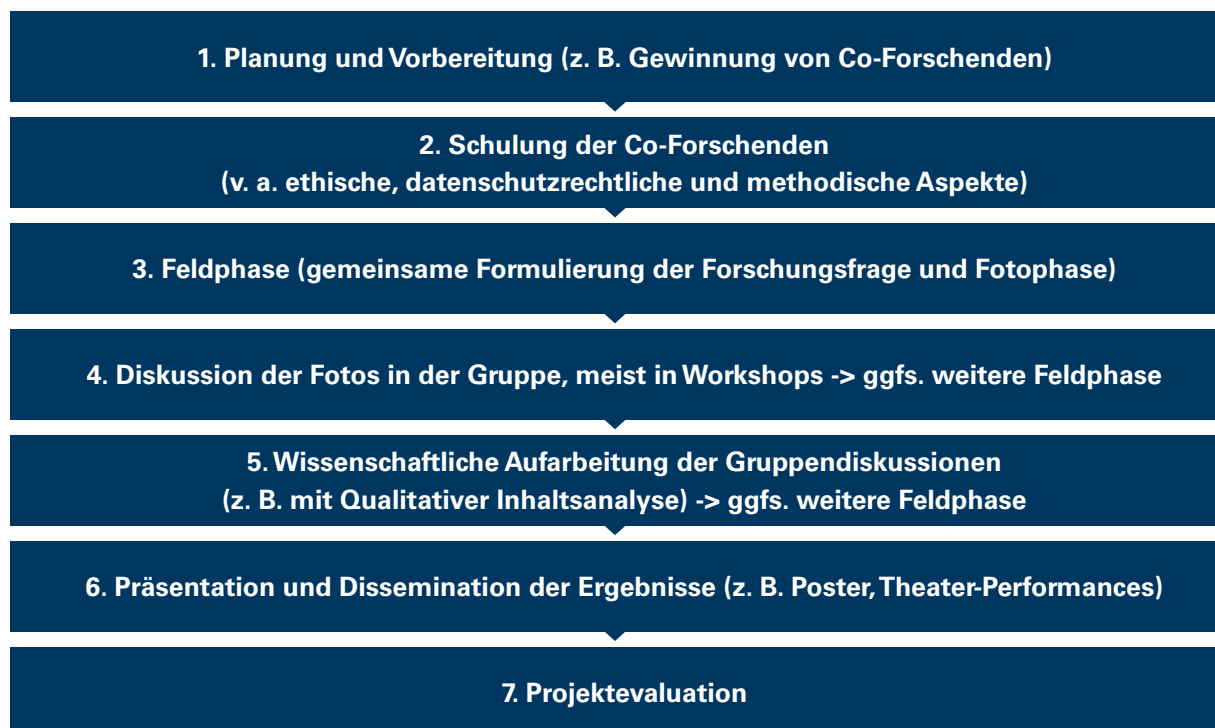 1. Planung und Vorbereitung (z. B. Gewinnung von Co-Forschenden)
2. Schulung der Co-Forschenden
(v. a. ethische, datenschutzrechtliche und methodische Aspekte)
3. Feldphase (gemeinsame Formulierung der Forschungsfrage und Fotophase)
4. Diskussion der Fotos in der Gruppe, meist in Workshops -> ggfs. weitere Feldphase
5. Wissenschaftliche Aufarbeitung der Gruppendiskussionen
(z. B. mit Qualitativer Inhaltsanalyse) -> ggfs. weitere Feldphase
6. Präsentation und Dissemination der Ergebnisse (z. B. Poster, Theater-Performances)
7. Projektevaluation